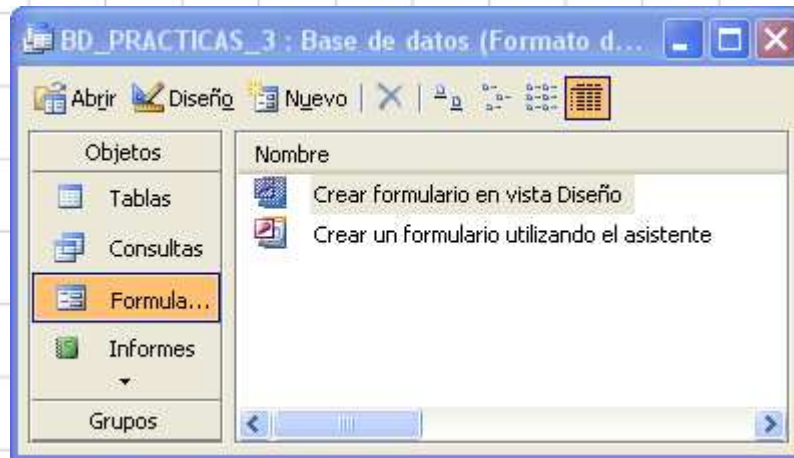 BD_PRACTICAS_3 : Base de datos (Formato d...
Abrir Diseño Nuevo
Objetos
Tablas
Consultas
Formula...
Informes
Grupos
Nombre
Crear formulario en vista Diseño
Crear un formulario utilizando el asistente